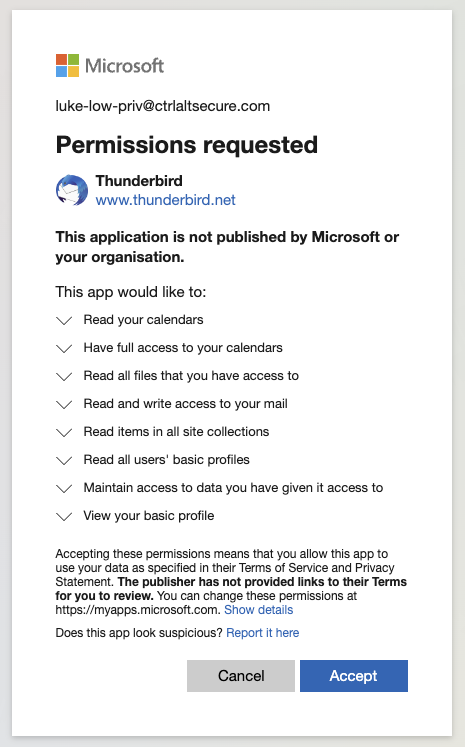 Microsoft
luke-low-priv@ctrlaltsecure.com
Permissions requested
Thunderbird
www.thunderbird.net
This application is not published by Microsoft or
your organisation.
This app would like to:
Read your calendars
Have full access to your calendars
Read all files that you have access to
Read and write access to your mail
Read items in all site collections
Read all users' basic profiles
Maintain access to data you have given it access to
View your basic profile
Accepting these permissions means that you allow this app to
use your data as specified in their Terms of Service and Privacy
Statement. The publisher has not provided links to their Terms
for you to review. You can change these permissions at
https://myapps.microsoft.com. Show details
Does this app look suspicious? Report it here
Cancel
Accept